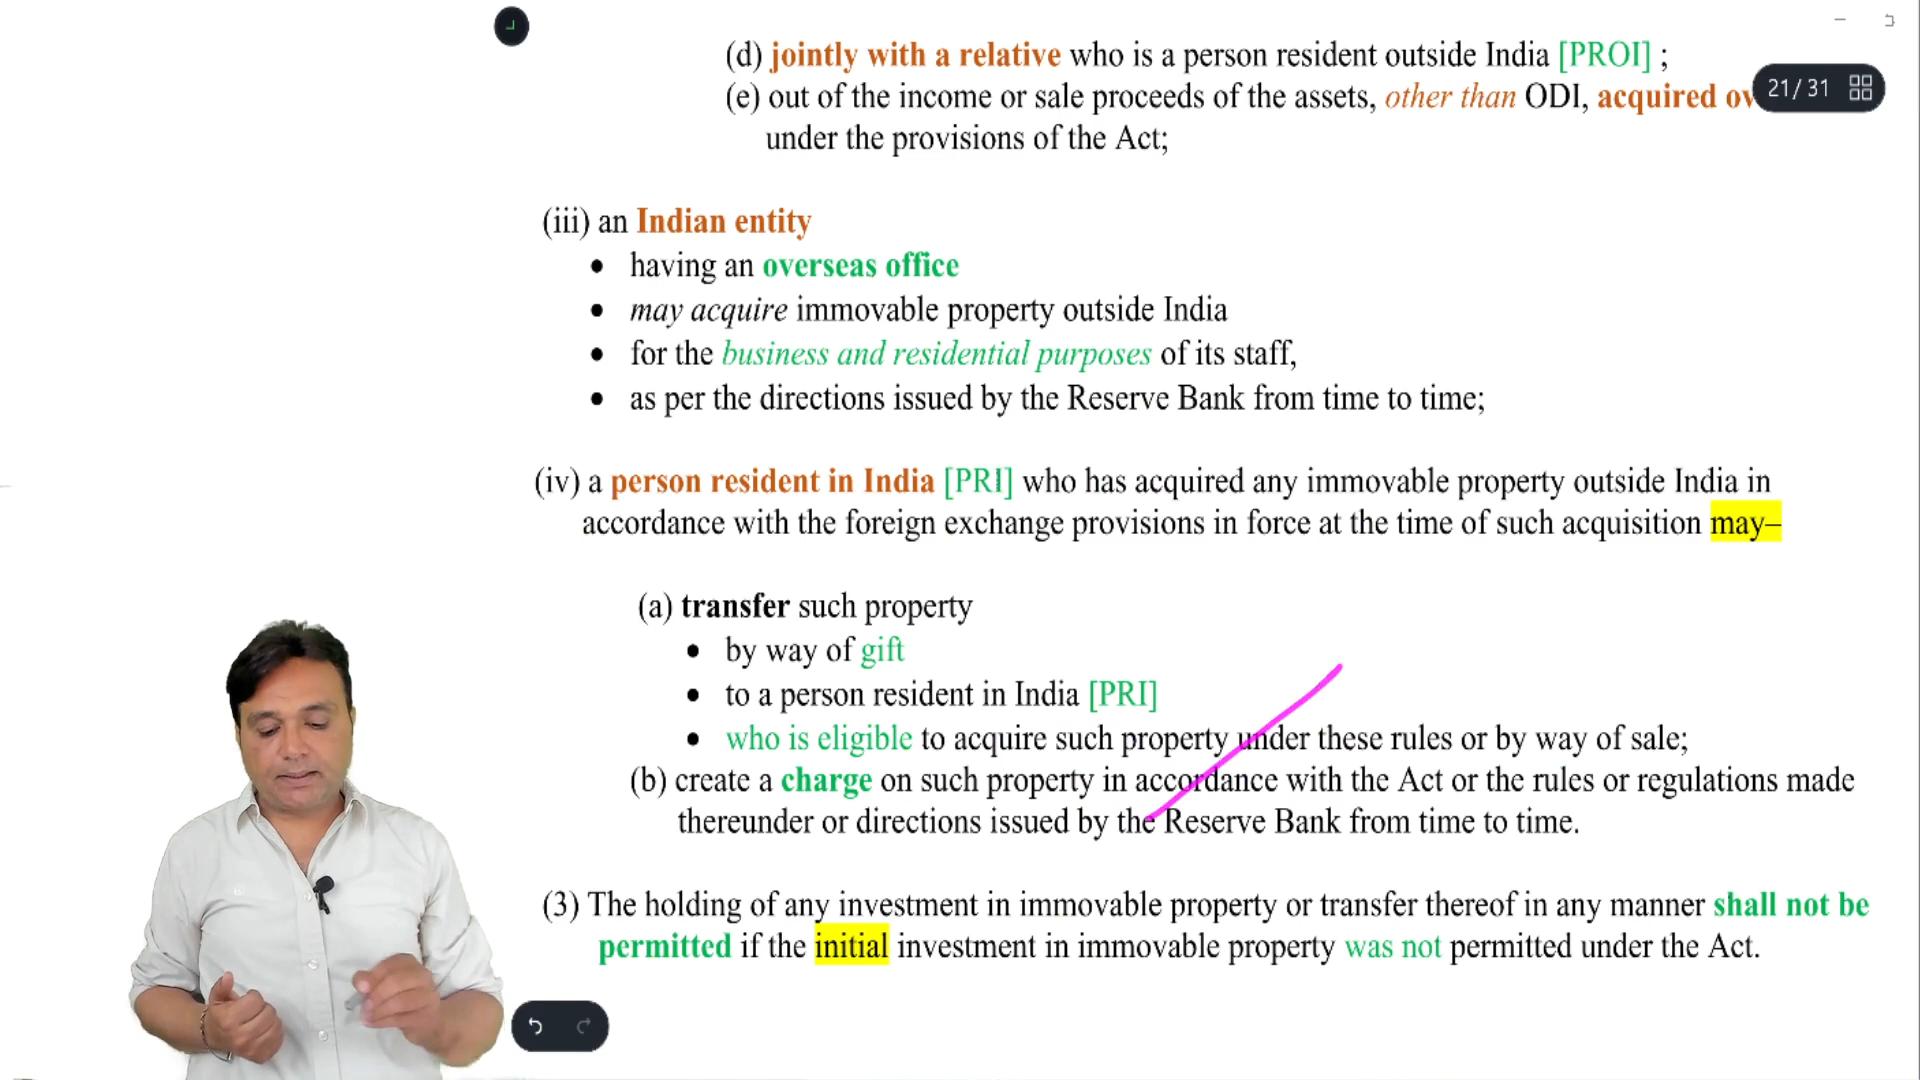 (d) jointly with a relative who is a person resident outside India [PROI] ;
(e) out of the income or sale proceeds of the assets, other than ODI, acquired
21/ 31
under the provisions of the Act;
(iii) an Indian entity
• having an overseas office
• may acquire immovable property outside India
• for the business and residential purposes of its staff,
• as per the directions issued by the Reserve Bank from time to time;
(iv) a person resident in India [PRI] who has acquired any immovable property outside India in
accordance with the foreign exchange provisions in force at the time of such acquisition may–
(a) transfer such property
• by way of gift
• to a person resident in India [PRI]
• who is eligible to acquire such property under these rules or by way of sale;
(b) create a charge on such property in accordance with the Act or the rules or regulations made
thereunder or directions issued by the Reserve Bank from time to time.
(3) The holding of any investment in immovable property or transfer thereof in any manner shall not be
permitted if the initial investment in immovable property was not permitted under the Act.